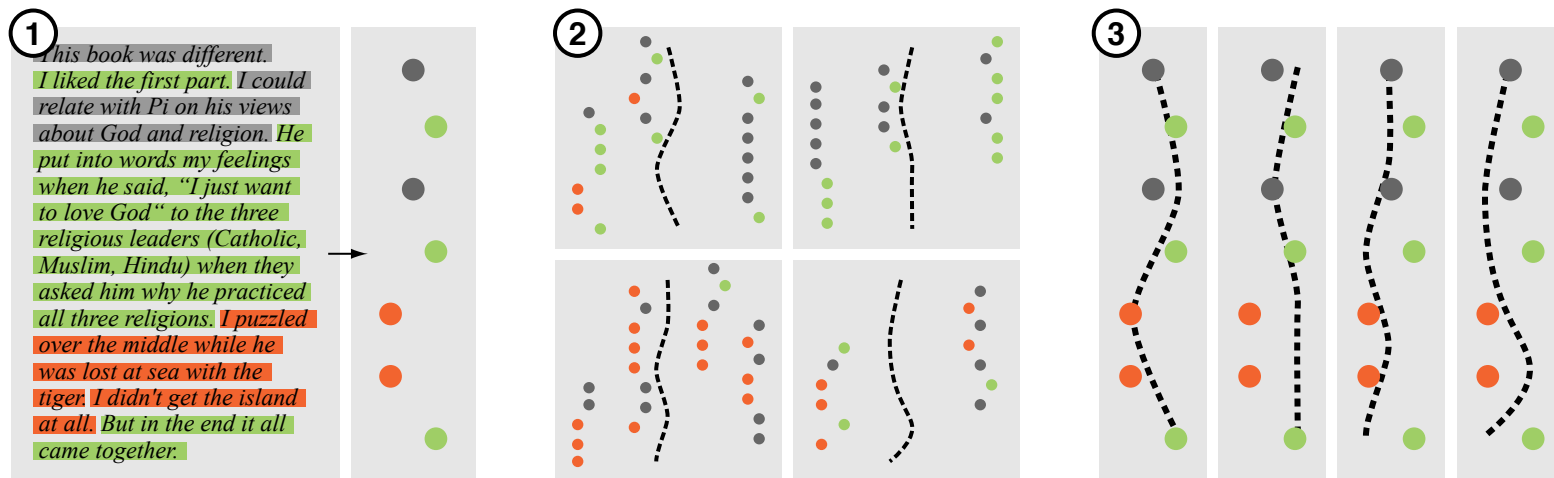 1
This book was different.
I liked the first part. I could
relate with Pi on his views
about God and religion. He
put into words my feelings
when he said, “I just want
to love God“ to the three
religious leaders (Catholic,
Muslim, Hindu) when they
asked him why he practiced
all three religions. I puzzled
over the middle while he
was lost at sea with the
tiger. I didn't get the island
at all. But in the end it all
came together.
2
3